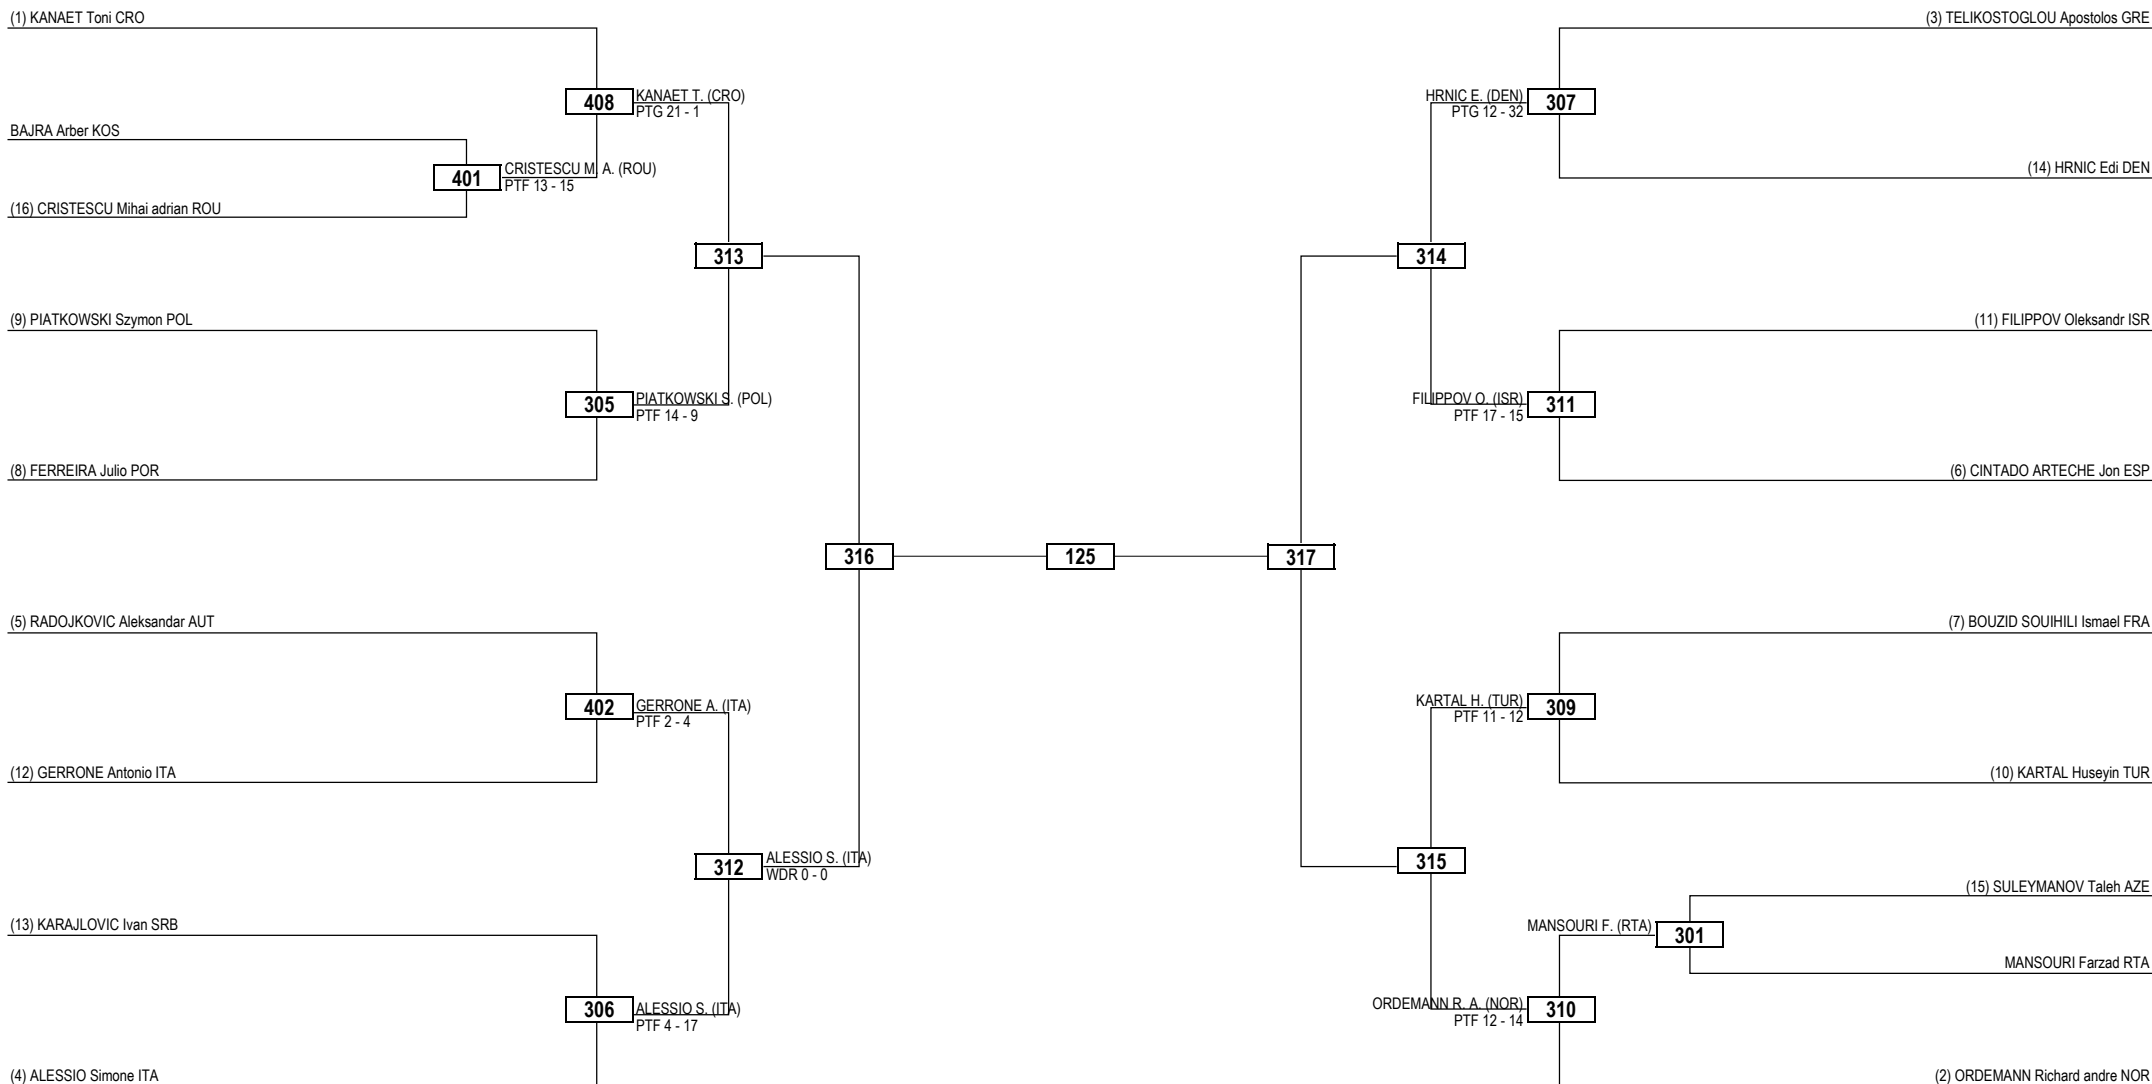 (1) KANAET Toni CRO
408
KANAET T. (CRO)
PTG 21 - 1
BAJRA Arber KOS
401
CRISTESCU M. A. (ROU)
PTF 13 - 15
(16) CRISTESCU Mihai adrian ROU
313
(9) PIATKOWSKI Szymon POL
305
PIATKOWSKI S. (POL)
PTF 14 - 9
(8) FERREIRA Julio POR
316
(5) RADOJKOVIC Aleksandar AUT
402
GERRONE A. (ITA)
PTF 2 - 4
(12) GERRONE Antonio ITA
312
ALESSIO S. (ITA)
WDR 0 - 0
(13) KARAJLOVIC Ivan SRB
306
ALESSIO S. (ITA)
PTF 4 - 17
(4) ALESSIO Simone ITA
125
(3) TELIKOSTOGLOU Apostolos GRE
HRNIC E. (DEN)
PTG 12 - 32
307
(14) HRNIC Edi DEN
314
(11) FILIPPOV Oleksandr ISR
FILIPPOV O. (ISR)
PTF 17 - 15
311
(6) CINTADO ARTECHE Jon ESP
317
(7) BOUZID SOUIHILI Ismael FRA
KARTAL H. (TUR)
PTF 11 - 12
309
(10) KARTAL Huseyin TUR
315
(15) SULEYMANOV Taleh AZE
MANSOURI F. (RTA)
301
MANSOURI Farzad RTA
ORDEMANN R. A. (NOR)
PTF 12 - 14
310
(2) ORDEMANN Richard andre NOR